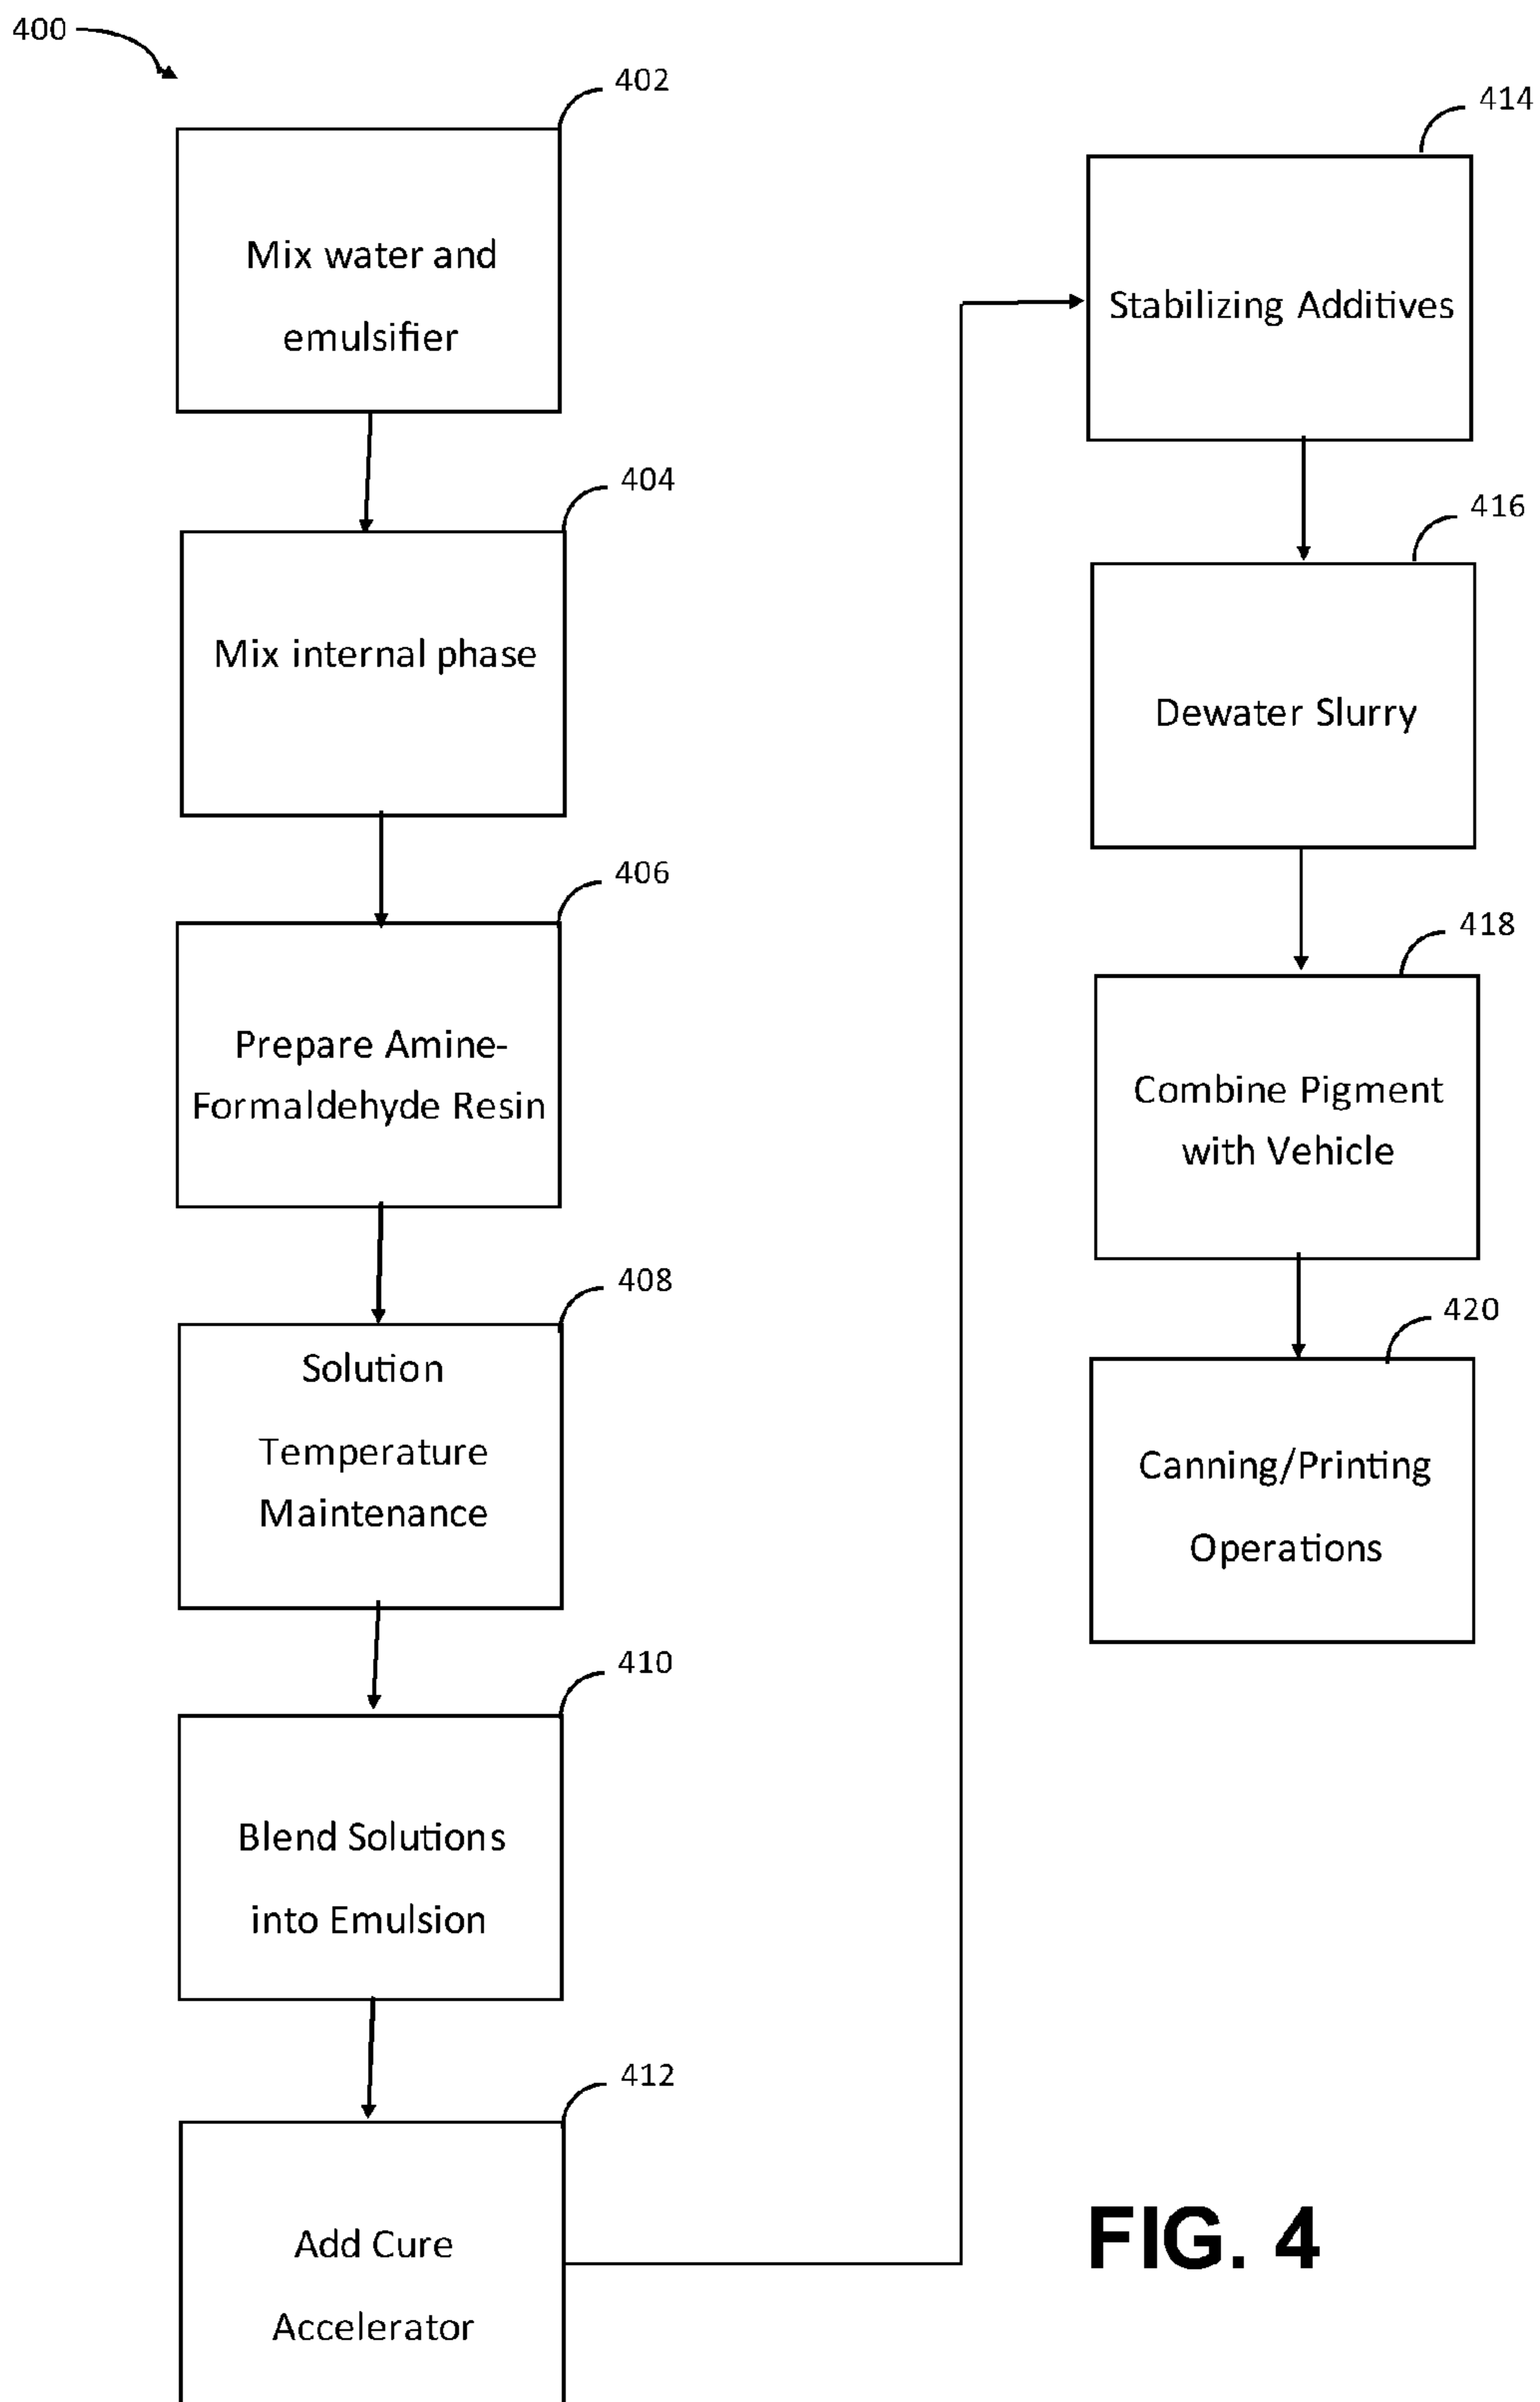 400
402
Mix water and
emulsifier
404
Mix internal phase
406
Prepare Amine-
Formaldehyde Resin
408
Solution
Temperature
Maintenance
410
Blend Solutions
into Emulsion
412
Add Cure
Accelerator
414
Stabilizing Additives
416
Dewater Slurry
418
Combine Pigment
with Vehicle
420
Canning/Printing
Operations
FIG. 4